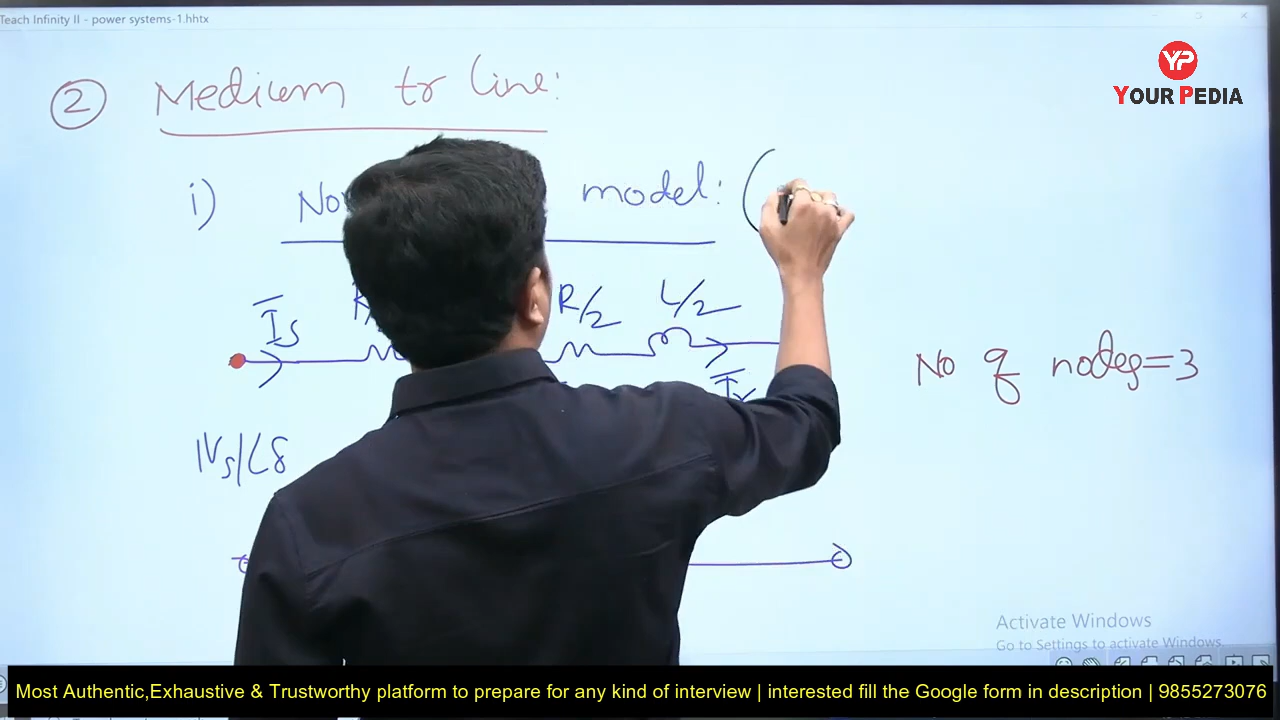 Teach Infinity II - power systems-1.hhtx
YP
YOUR PEDIA
② Medium tr line:
i) No model: (
I̅s R/2 L/2
No of nodes=3
I̅r
|Vs|∠δ
Activate Windows
Go to Settings to activate Windows.
Most Authentic,Exhaustive & Trustworthy platform to prepare for any kind of interview | interested fill the Google form in description | 9855273076